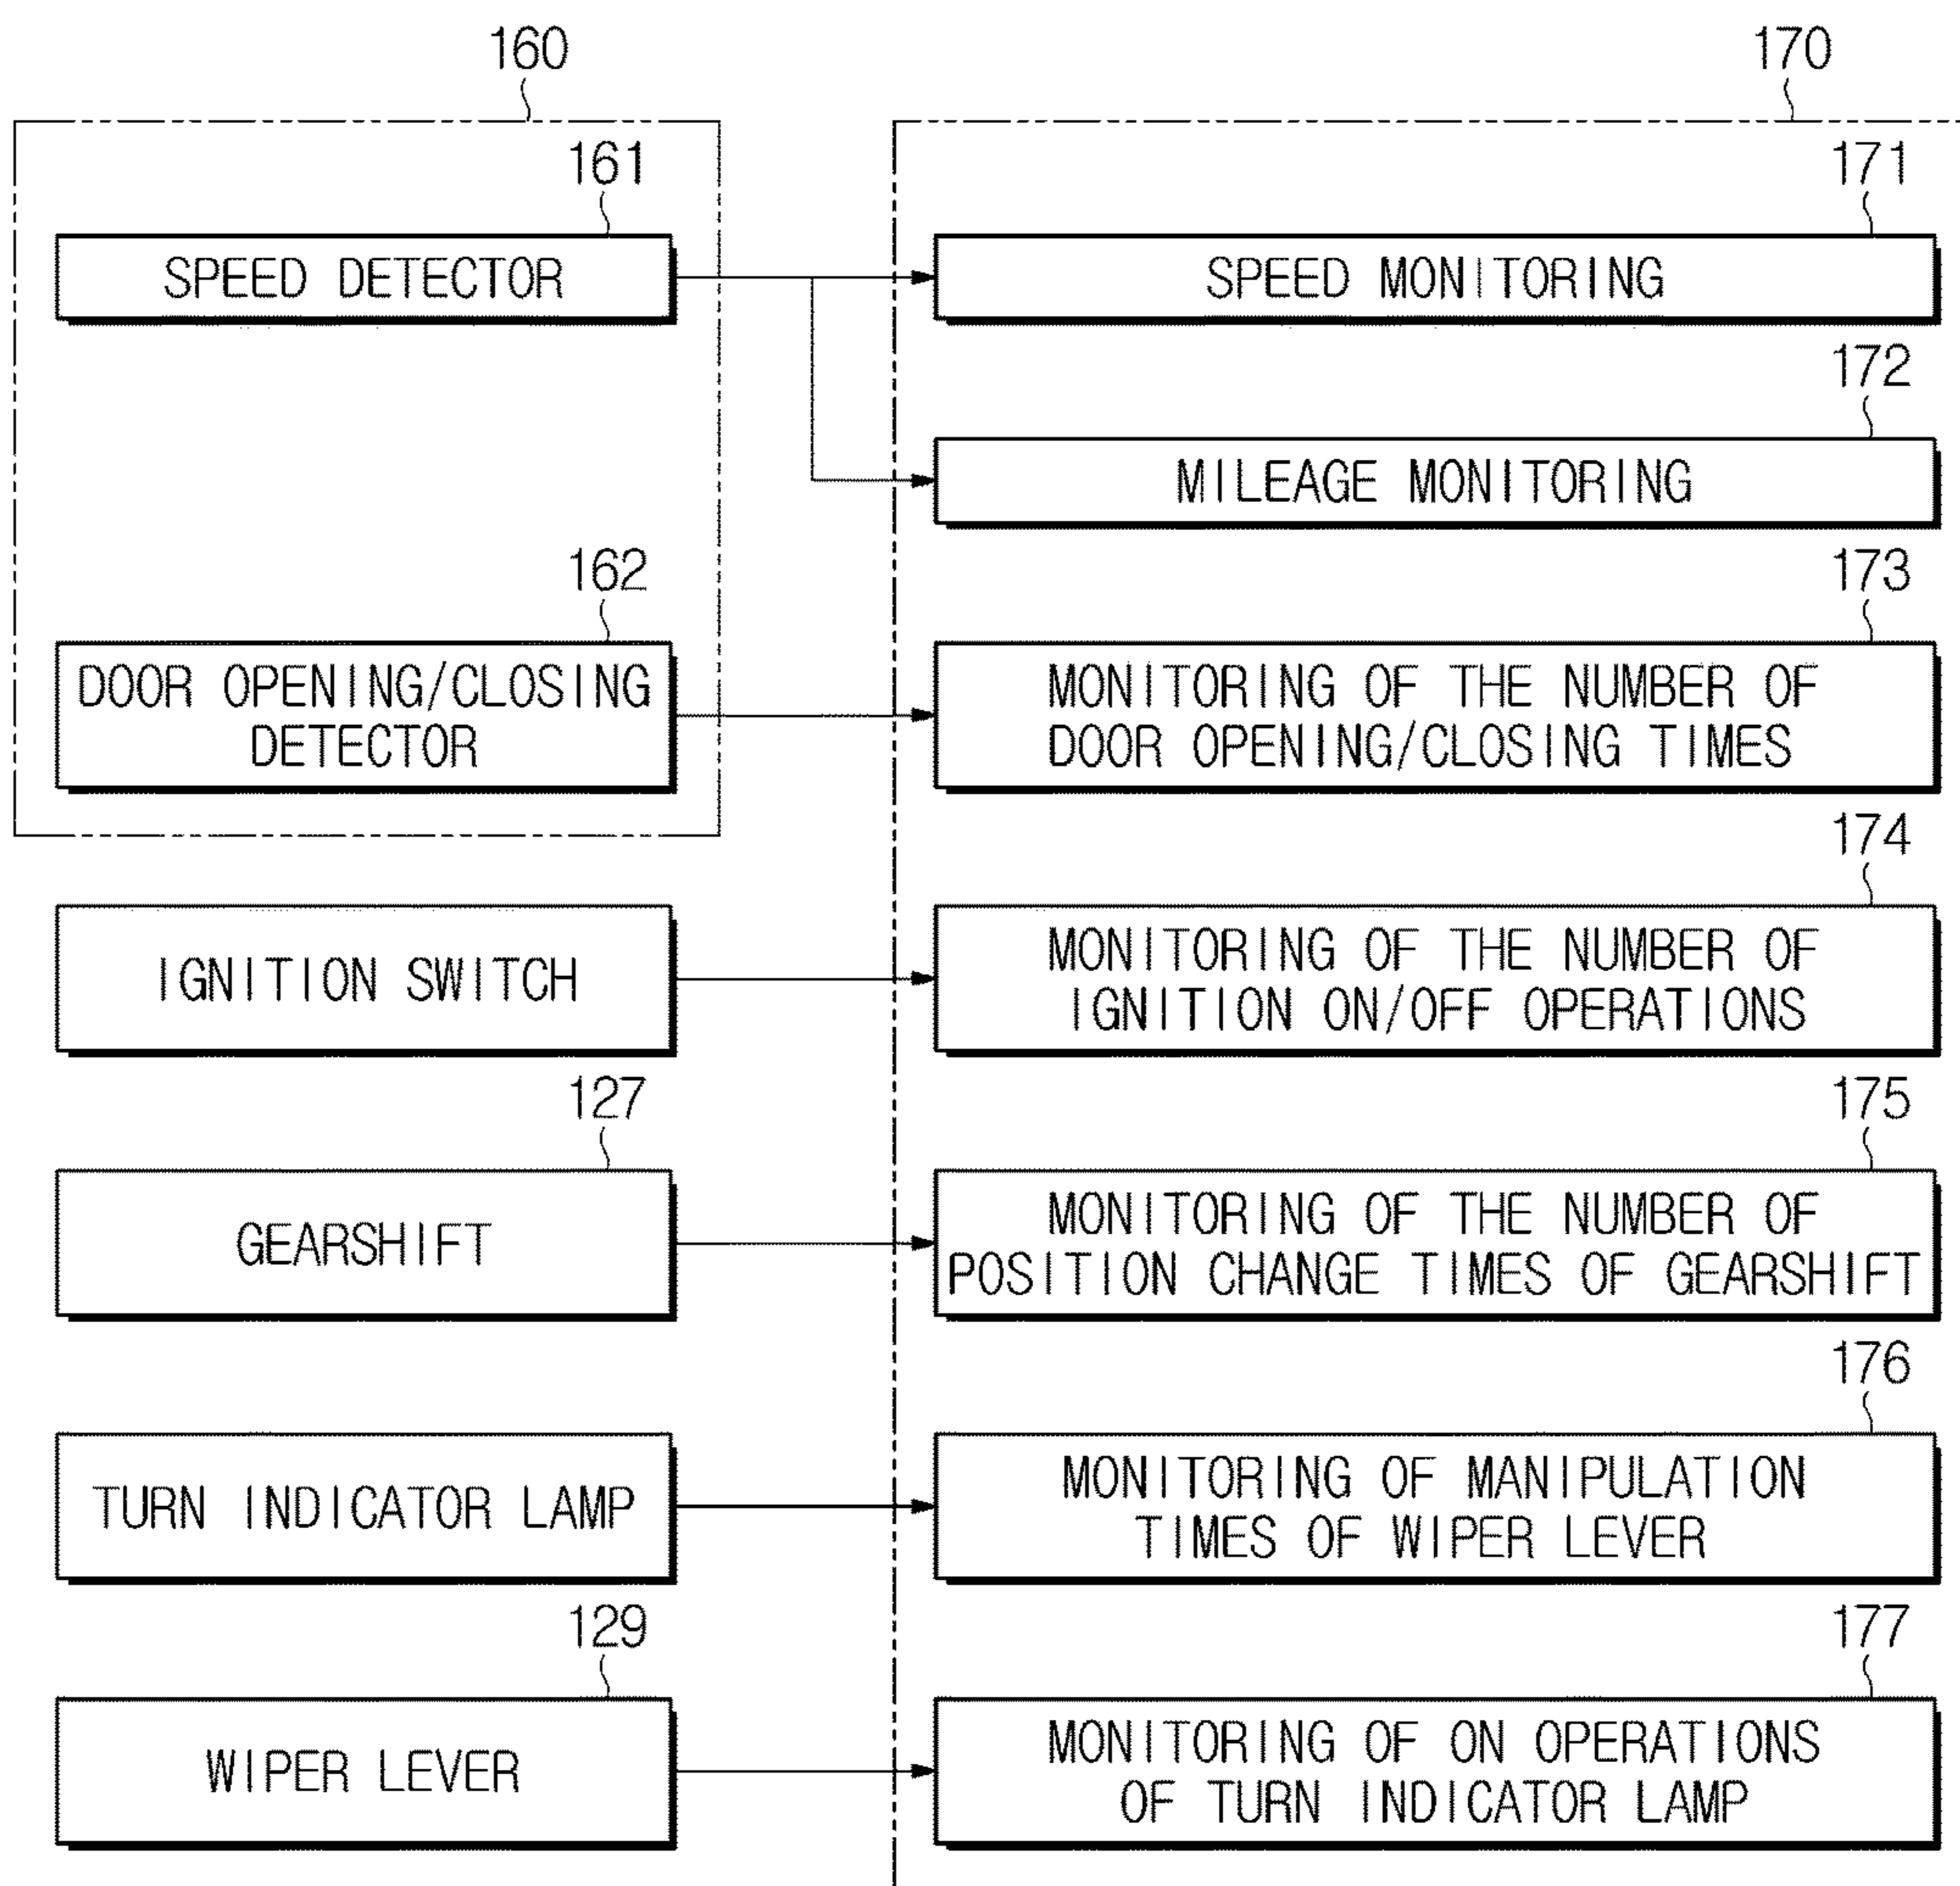 160
170
161
171
SPEED DETECTOR
SPEED MONITORING
172
MILEAGE MONITORING
162
173
DOOR OPENING/CLOSING
DETECTOR
MONITORING OF THE NUMBER OF
DOOR OPENING/CLOSING TIMES
174
IGNITION SWITCH
MONITORING OF THE NUMBER OF
IGNITION ON/OFF OPERATIONS
127
175
GEARSHIFT
MONITORING OF THE NUMBER OF
POSITION CHANGE TIMES OF GEARSHIFT
176
TURN INDICATOR LAMP
MONITORING OF MANIPULATION
TIMES OF WIPER LEVER
129
177
WIPER LEVER
MONITORING OF ON OPERATIONS
OF TURN INDICATOR LAMP